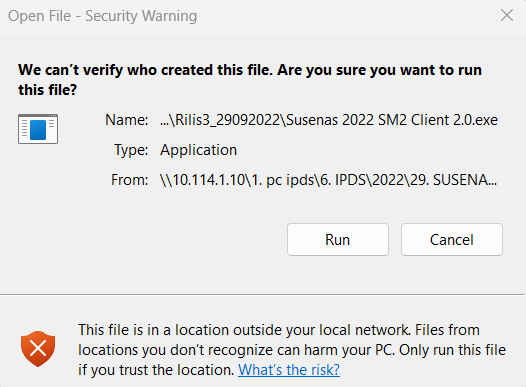 Open File - Security Warning
We can't verify who created this file. Are you sure you want to run
this file?
Name: ...\Rilis3_29092022\Susenas 2022 SM2 Client 2.0.exe
Type: Application
From: \\10.114.1.10\1. pc ipds\6. IPDS\2022\29. SUSENA...
Run Cancel
This file is in a location outside your local network. Files from
locations you don't recognize can harm your PC. Only run this file
if you trust the location. What's the risk?